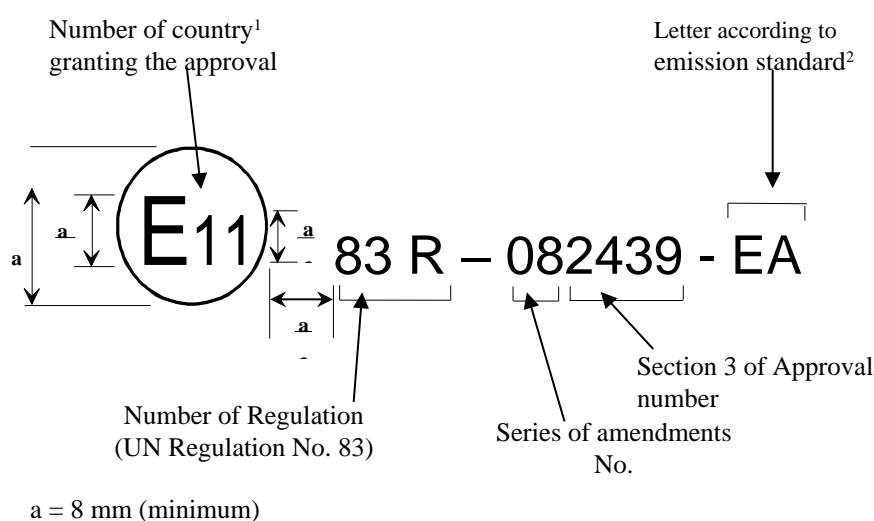 Number of country¹
granting the approval
Letter according to
emission standard²
a
a
E11
a
83 R – 082439 - EA
a
Section 3 of Approval
number
Number of Regulation
(UN Regulation No. 83)
Series of amendments
No.
a = 8 mm (minimum)